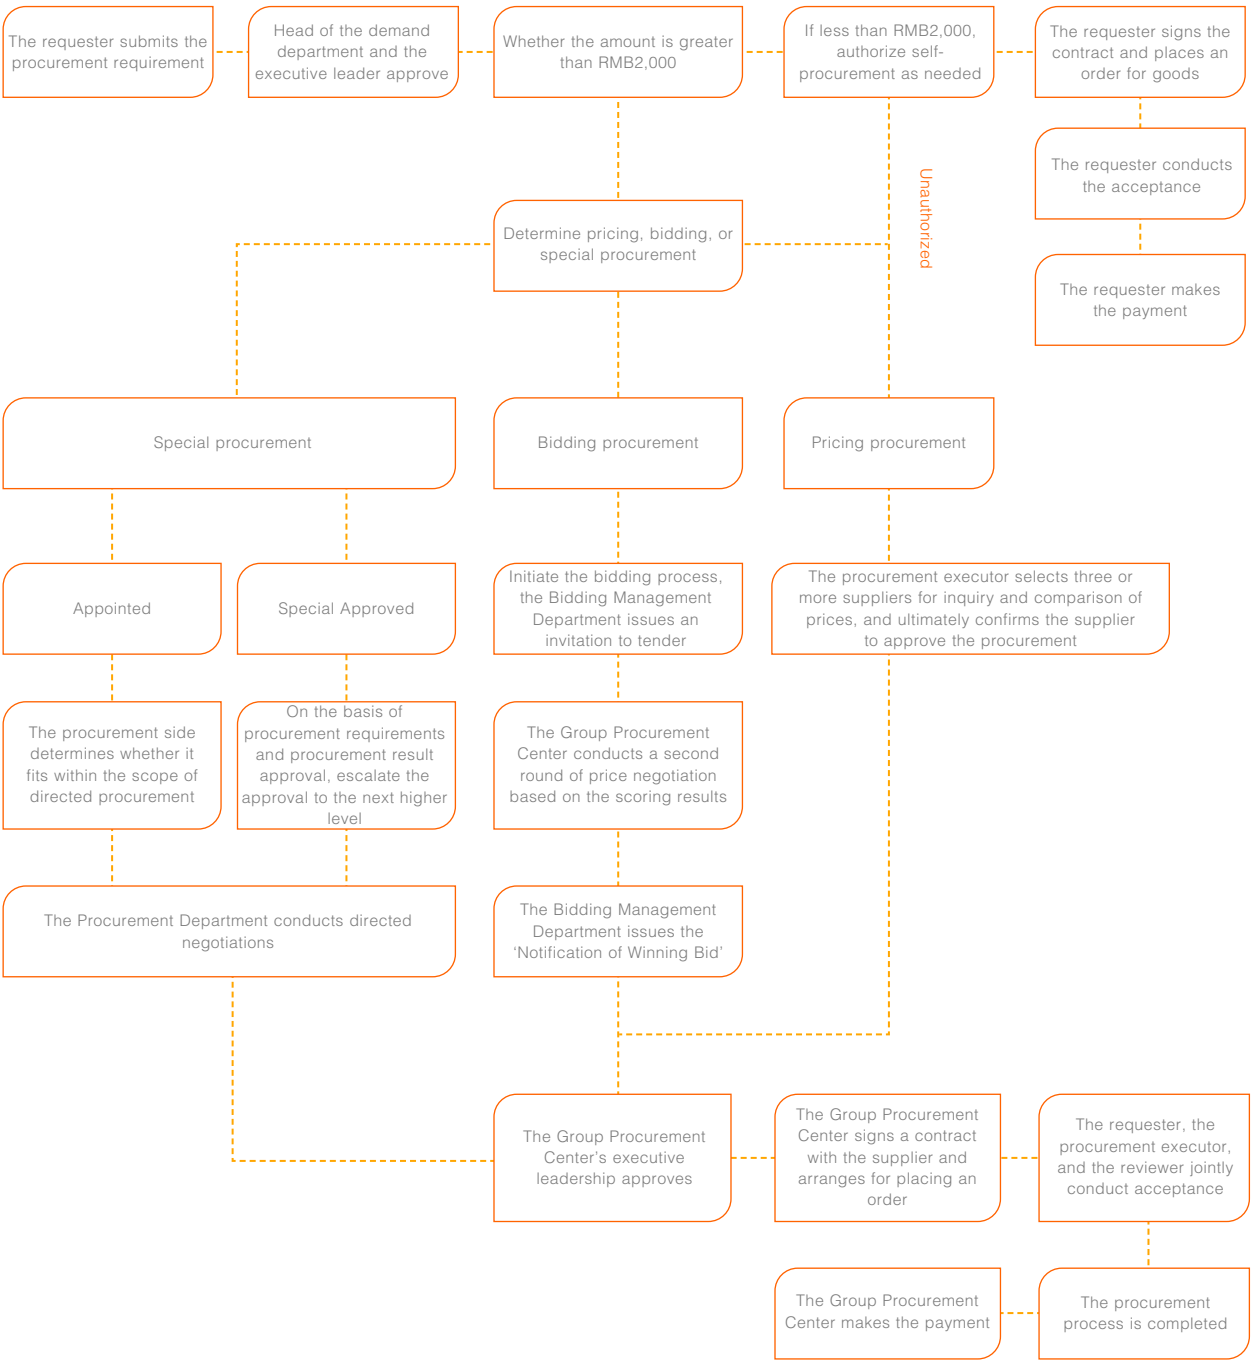 The requester submits the
procurement requirement
Head of the demand
department and the
executive leader approve
Whether the amount is greater
than RMB2,000
If less than RMB2,000,
authorize self-
procurement as needed
The requester signs the
contract and places an
order for goods
The requester conducts
the acceptance
Unauthorized
The requester makes
the payment
Determine pricing, bidding, or
special procurement
Special procurement
Bidding procurement
Pricing procurement
Appointed
Special Approved
Initiate the bidding process,
the Bidding Management
Department issues an
invitation to tender
The procurement executor selects three or
more suppliers for inquiry and comparison of
prices, and ultimately confirms the supplier
to approve the procurement
The procurement side
determines whether it
fits within the scope of
directed procurement
On the basis of
procurement requirements
and procurement result
approval, escalate the
approval to the next higher
level
The Group Procurement
Center conducts a second
round of price negotiation
based on the scoring results
The Procurement Department conducts directed
negotiations
The Bidding Management
Department issues the
‘Notification of Winning Bid’
The Group Procurement
Center’s executive
leadership approves
The Group Procurement
Center signs a contract
with the supplier and
arranges for placing an
order
The requester, the
procurement executor,
and the reviewer jointly
conduct acceptance
The Group Procurement
Center makes the payment
The procurement
process is completed